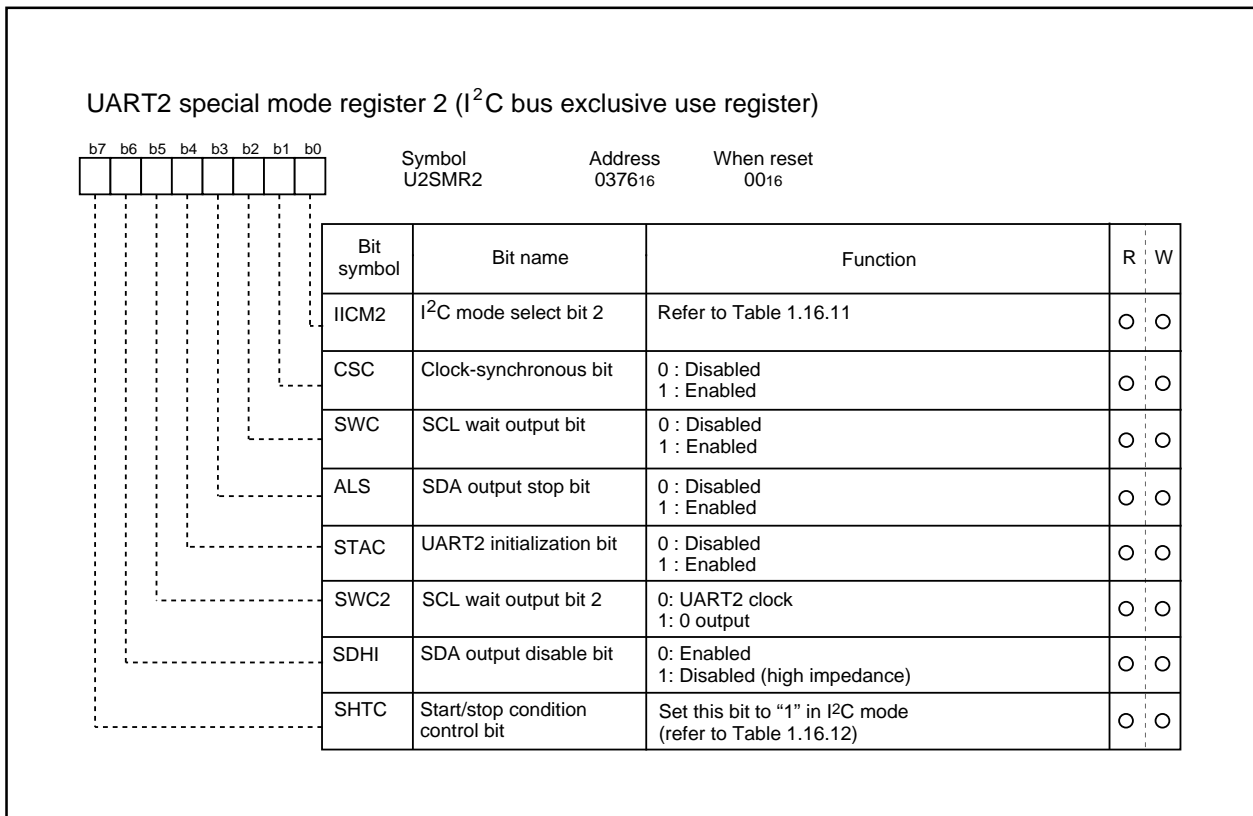 UART2 special mode register 2 (I2C bus exclusive use register)
b7 b6 b5 b4 b3 b2 b1 b0
Symbol Address When reset
U2SMR2 037616 0016
Bit symbol Bit name Function R W
IICM2 I2C mode select bit 2 Refer to Table 1.16.11
CSC Clock-synchronous bit 0 : Disabled
1 : Enabled
SWC SCL wait output bit 0 : Disabled
1 : Enabled
ALS SDA output stop bit 0 : Disabled
1 : Enabled
STAC UART2 initialization bit 0 : Disabled
1 : Enabled
SWC2 SCL wait output bit 2 0: UART2 clock
1: 0 output
SDHI SDA output disable bit 0: Enabled
1: Disabled (high impedance)
SHTC Start/stop condition control bit Set this bit to “1” in I2C mode
(refer to Table 1.16.12)